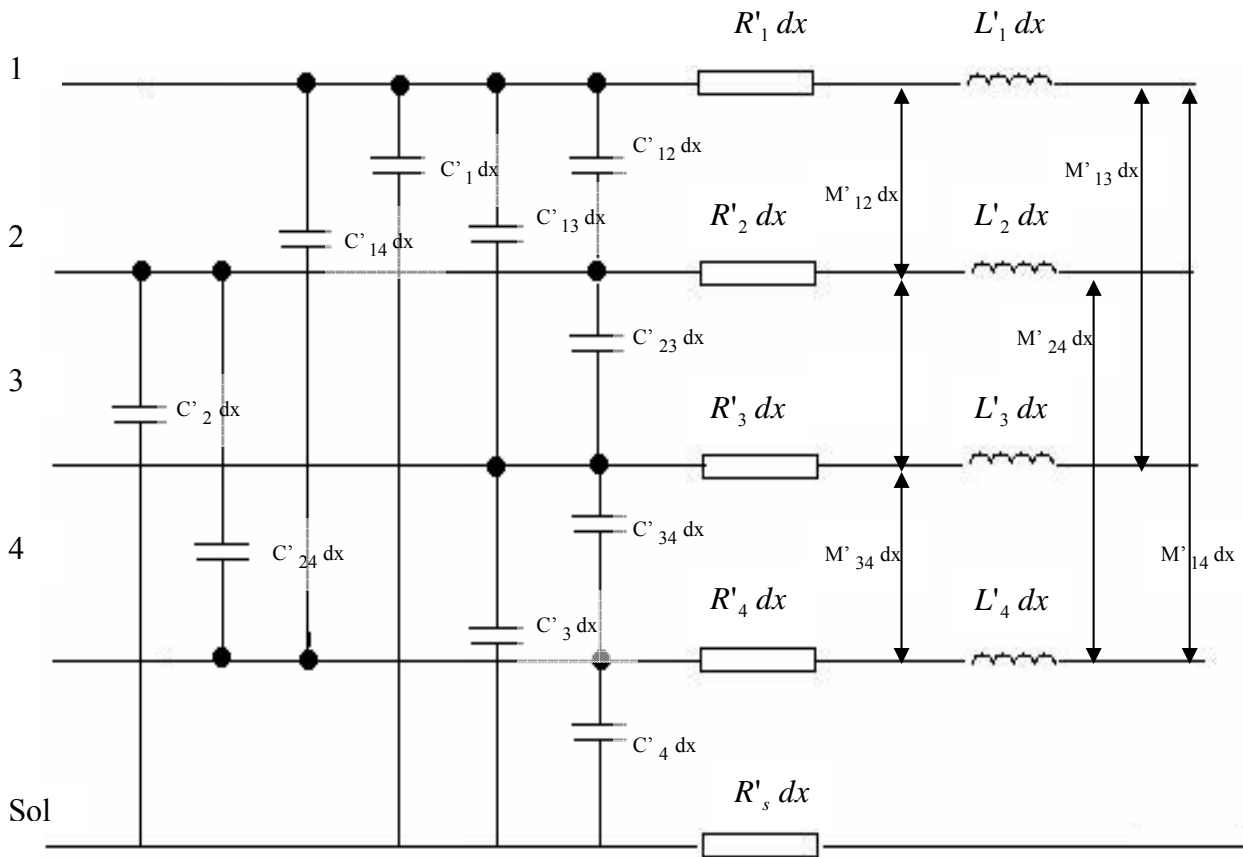 R'₁ dx
L'₁ dx
1
C'₁₂ dx
C'₁ dx
M'₁₃ dx
M'₁₂ dx
C'₁₃ dx
R'₂ dx
L'₂ dx
2
C'₁₄ dx
C'₂₃ dx
M'₂₄ dx
3
C'₂ dx
R'₃ dx
L'₃ dx
C'₃₄ dx
4
C'₂₄ dx
M'₃₄ dx
M'₁₄ dx
R'₄ dx
L'₄ dx
C'₃ dx
C'₄ dx
Sol
R'ₛ dx